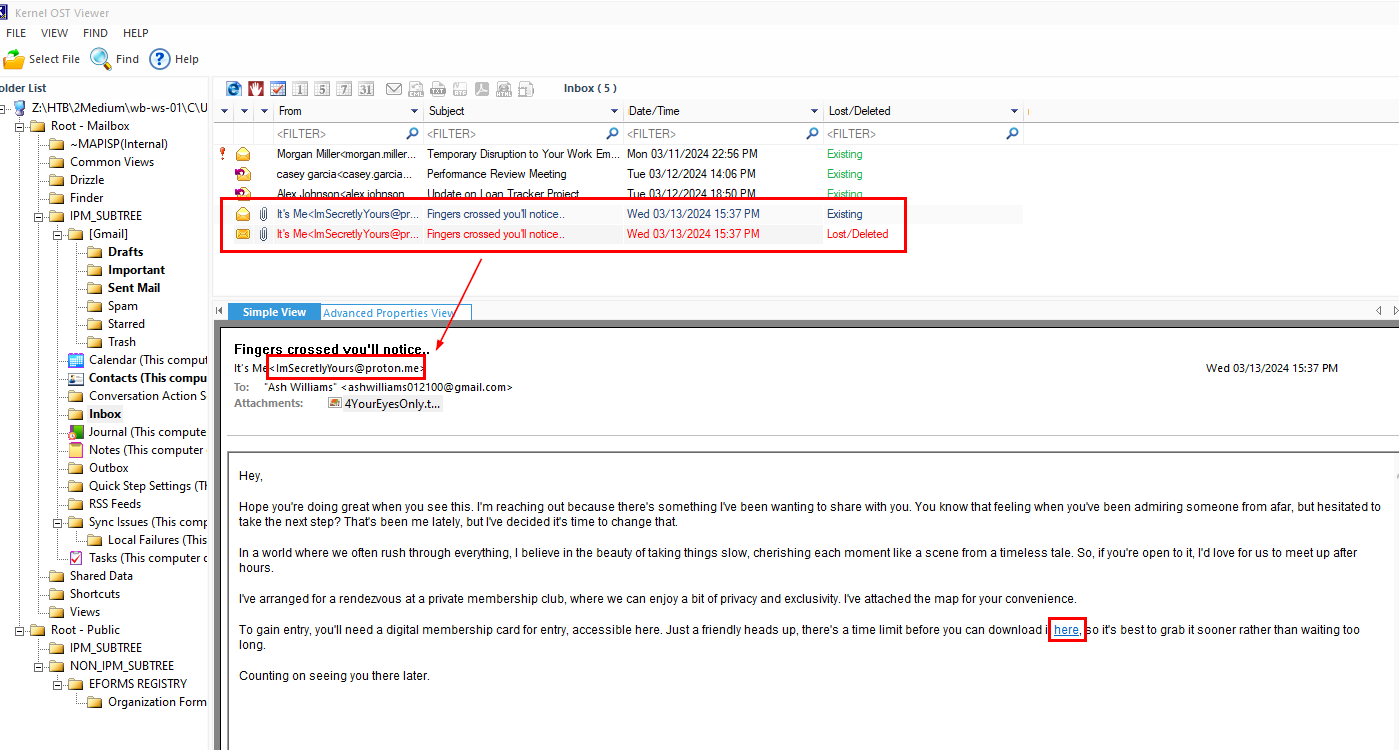 Kernel OST Viewer
FILE VIEW FIND HELP
Select File Find Help
older List
Z:\HTB\2Medium\wb-ws-01\C\U
Root - Mailbox
~MAPISP(Internal)
Common Views
Drizzle
Finder
IPM_SUBTREE
[Gmail]
Drafts
Important
Sent Mail
Spam
Starred
Trash
Calendar (This comput
Contacts (This compu
Conversation Action S
Inbox
Journal (This compute
Notes (This computer
Outbox
Quick Step Settings (Th
RSS Feeds
Sync Issues (This comp
Local Failures (This
Tasks (This computer c
Shared Data
Shortcuts
Views
Root - Public
IPM_SUBTREE
NON_IPM_SUBTREE
EFORMS REGISTRY
Organization Form
1 5 7 31 Inbox ( 5 )
From Subject Date/Time Lost/Deleted
<FILTER> <FILTER> <FILTER> <FILTER>
Morgan Miller<morgan.miller... Temporary Disruption to Your Work Em... Mon 03/11/2024 22:56 PM Existing
casey garcia<casey.garcia... Performance Review Meeting Tue 03/12/2024 14:06 PM Existing
Alex Johnson<alex.johnson... Update on Loan Tracker Project Tue 03/12/2024 18:50 PM Existing
It's Me<ImSecretlyYours@pr... Fingers crossed you'll notice.. Wed 03/13/2024 15:37 PM Existing
It's Me<ImSecretlyYours@pr... Fingers crossed you'll notice.. Wed 03/13/2024 15:37 PM Lost/Deleted
Simple View Advanced Properties View
Fingers crossed you'll notice..
It's Me<ImSecretlyYours@proton.me> Wed 03/13/2024 15:37 PM
To: "Ash Williams" <ashwilliams012100@gmail.com>
Attachments: 4YourEyesOnly.t...
Hey,
Hope you're doing great when you see this. I'm reaching out because there's something I've been wanting to share with you. You know that feeling when you've been admiring someone from afar, but hesitated to
take the next step? That's been me lately, but I've decided it's time to change that.
In a world where we often rush through everything, I believe in the beauty of taking things slow, cherishing each moment like a scene from a timeless tale. So, if you're open to it, I'd love for us to meet up after
hours.
I've arranged for a rendezvous at a private membership club, where we can enjoy a bit of privacy and exclusivity. I've attached the map for your convenience.
To gain entry, you'll need a digital membership card for entry, accessible here. Just a friendly heads up, there's a time limit before you can download i here, so it's best to grab it sooner rather than waiting too
long.
Counting on seeing you there later.